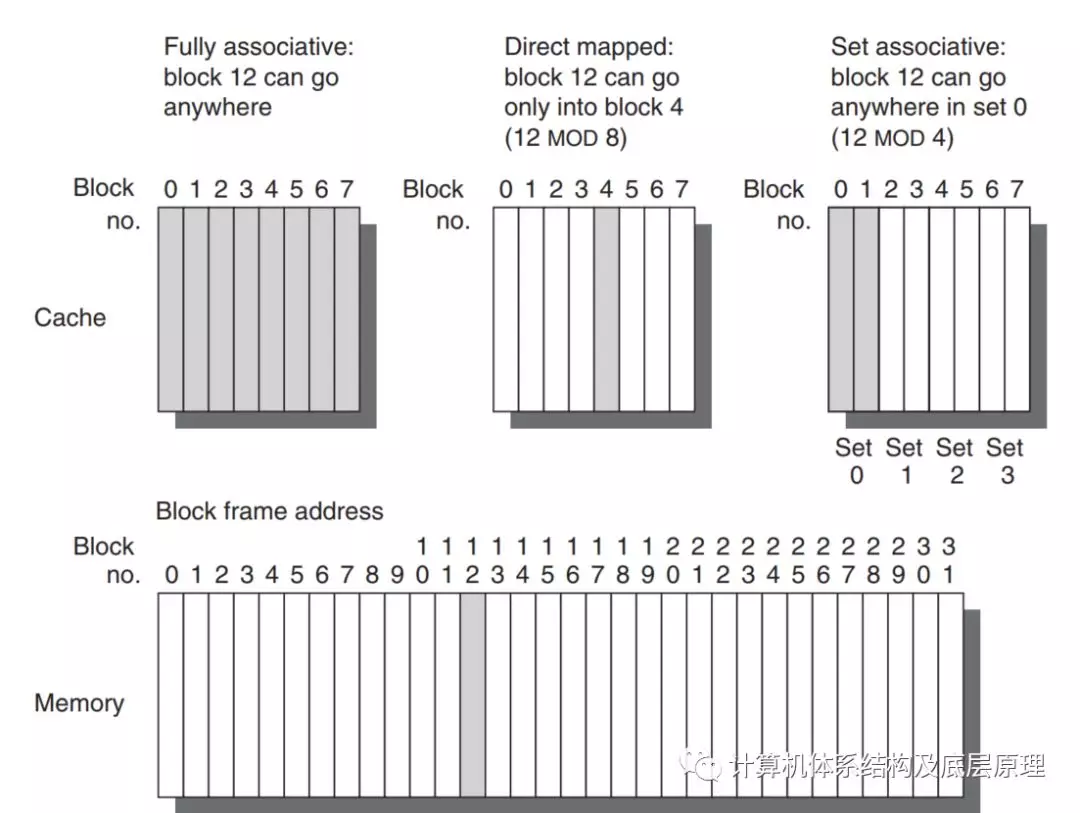 Fully associative:
block 12 can go
anywhere
Direct mapped:
block 12 can go
only into block 4
(12 MOD 8)
Set associative:
block 12 can go
anywhere in set 0
(12 MOD 4)
Block no. 0 1 2 3 4 5 6 7
Block no. 0 1 2 3 4 5 6 7
Block no. 0 1 2 3 4 5 6 7
Cache
Set 0 Set 1 Set 2 Set 3
Block frame address
Block no. 0 1 2 3 4 5 6 7 8 9 10 11 12 13 14 15 16 17 18 19 20 21 22 23 24 25 26 27 28 29 30 31
Memory
计算机体系结构及底层原理